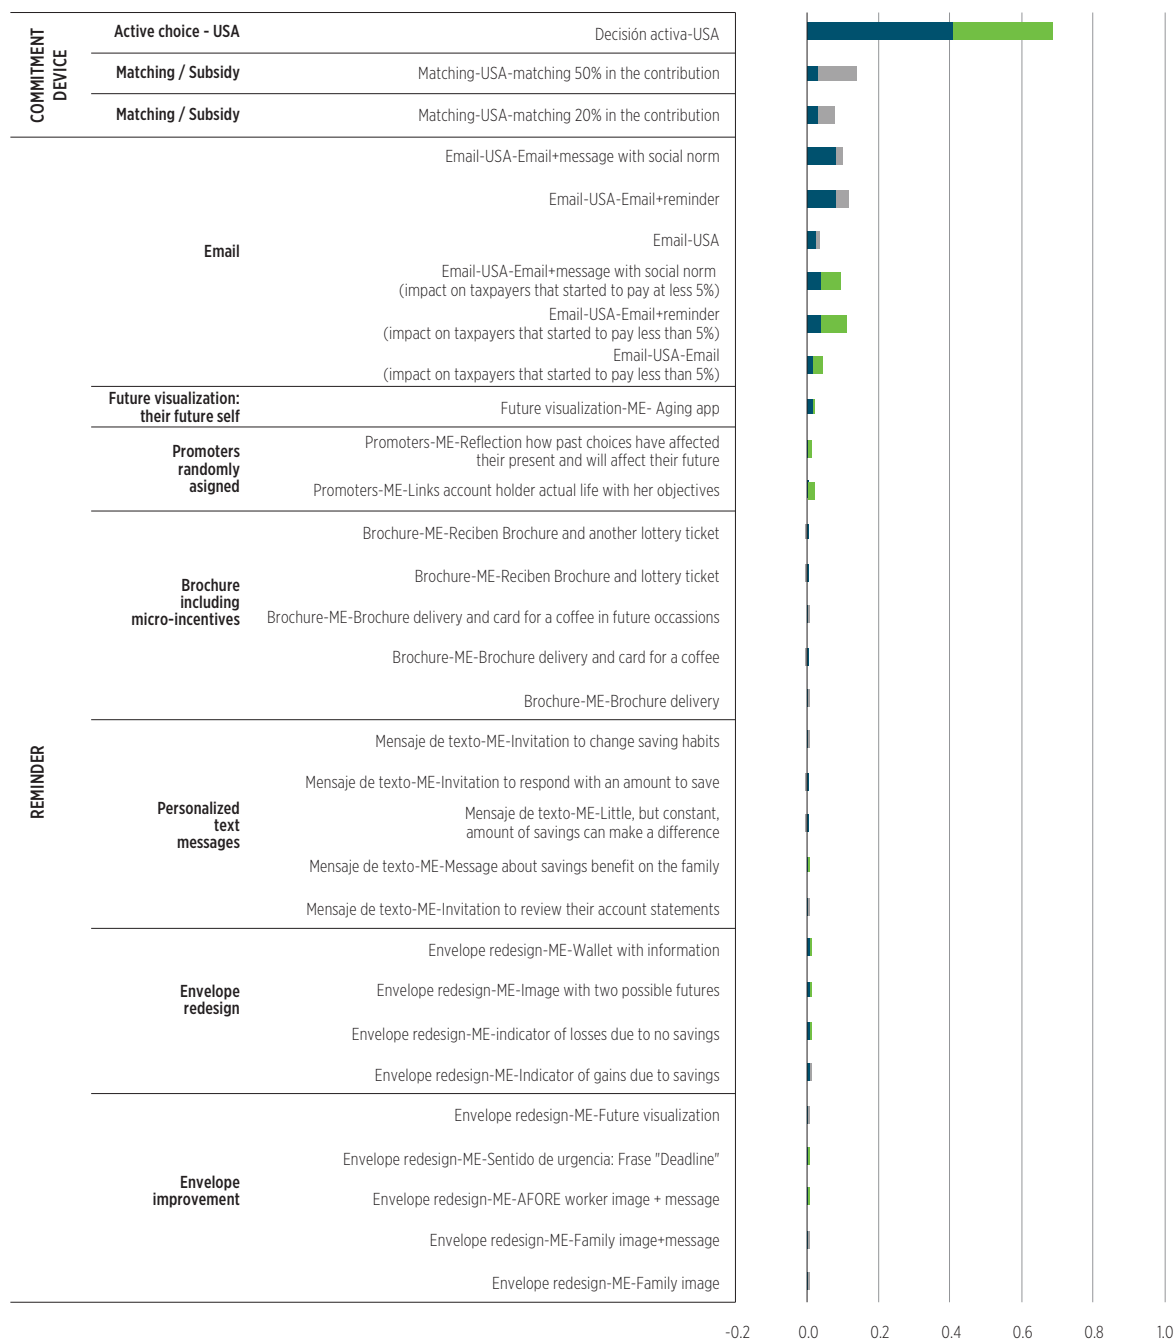 COMMITMENT
DEVICE
Active choice - USA
Decisión activa-USA
Matching / Subsidy
Matching-USA-matching 50% in the contribution
Matching / Subsidy
Matching-USA-matching 20% in the contribution
REMINDER
Email
Email-USA-Email+message with social norm
Email-USA-Email+reminder
Email-USA
Email-USA-Email+message with social norm
(impact on taxpayers that started to pay at less 5%)
Email-USA-Email+reminder
(impact on taxpayers that started to pay less than 5%)
Email-USA-Email
(impact on taxpayers that started to pay less than 5%)
Future visualization:
their future self
Future visualization-ME- Aging app
Promoters
randomly
asigned
Promoters-ME-Reflection how past choices have affected
their present and will affect their future
Promoters-ME-Links account holder actual life with her objectives
Brochure
including
micro-incentives
Brochure-ME-Reciben Brochure and another lottery ticket
Brochure-ME-Reciben Brochure and lottery ticket
Brochure-ME-Brochure delivery and card for a coffee in future occassions
Brochure-ME-Brochure delivery and card for a coffee
Brochure-ME-Brochure delivery
Personalized
text
messages
Mensaje de texto-ME-Invitation to change saving habits
Mensaje de texto-ME-Invitation to respond with an amount to save
Mensaje de texto-ME-Little, but constant,
amount of savings can make a difference
Mensaje de texto-ME-Message about savings benefit on the family
Mensaje de texto-ME-Invitation to review their account statements
Envelope
redesign
Envelope redesign-ME-Wallet with information
Envelope redesign-ME-Image with two possible futures
Envelope redesign-ME-indicator of losses due to no savings
Envelope redesign-ME-Indicator of gains due to savings
Envelope
improvement
Envelope redesign-ME-Future visualization
Envelope redesign-ME-Sentido de urgencia: Frase "Deadline"
Envelope redesign-ME-AFORE worker image + message
Envelope redesign-ME-Family image+message
Envelope redesign-ME-Family image
-0.2 0.0 0.2 0.4 0.6 0.8 1.0